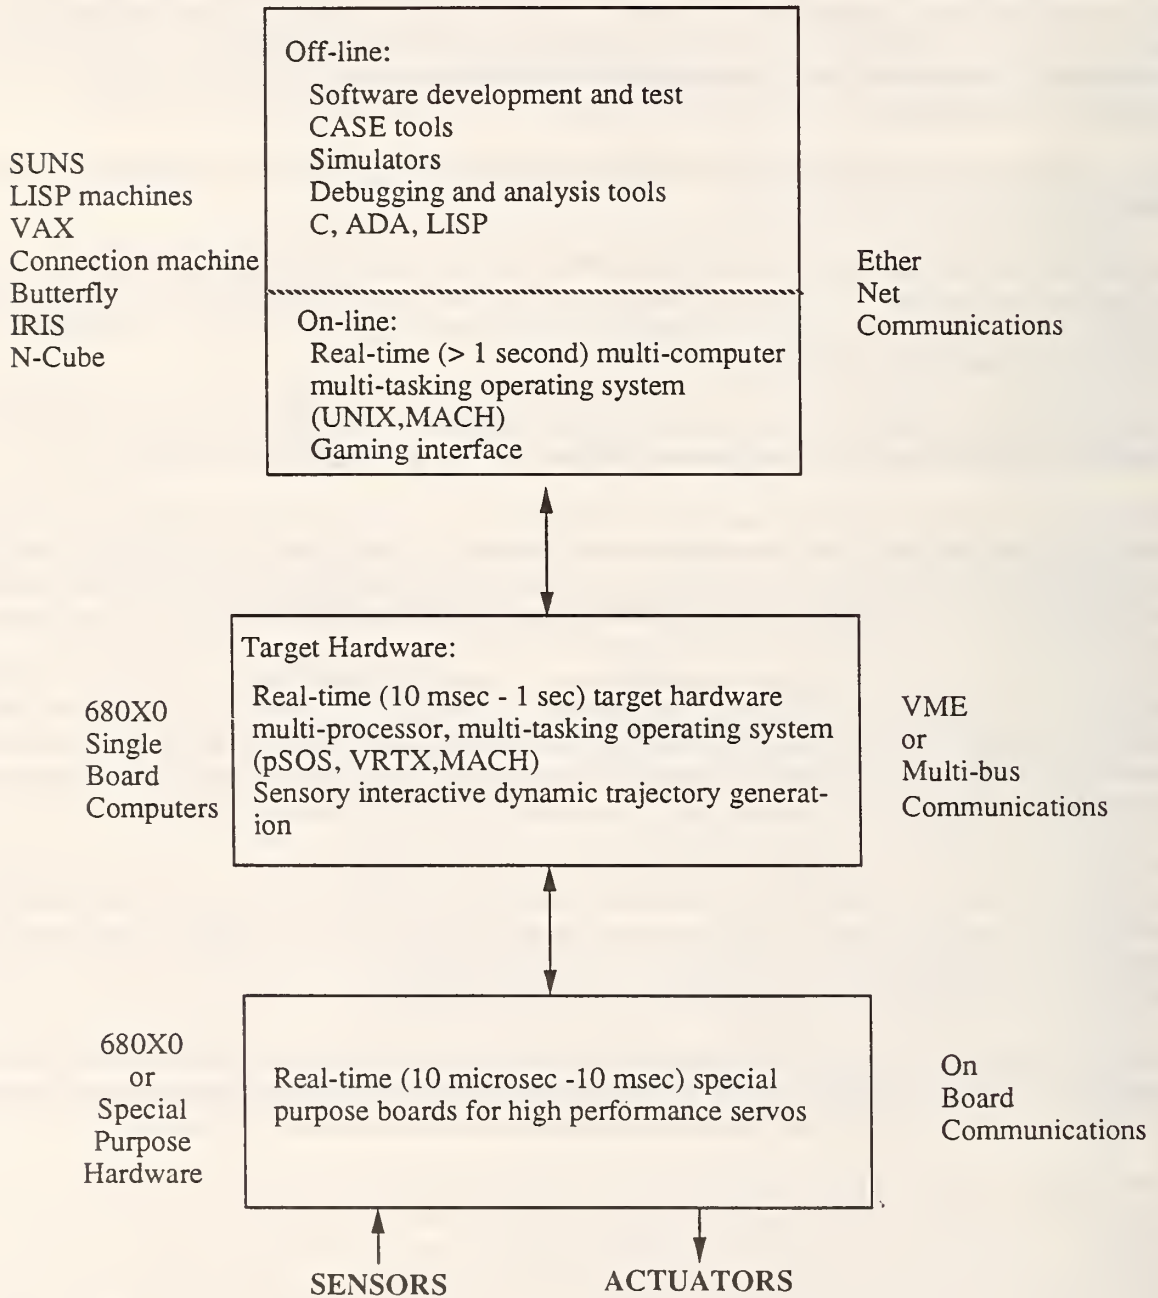 Off-line:
Software development and test
CASE tools
Simulators
Debugging and analysis tools
C, ADA, LISP
SUNS
LISP machines
VAX
Connection machine
Butterfly
IRIS
N-Cube
Ether
Net
Communications
On-line:
Real-time (> 1 second) multi-computer
multi-tasking operating system
(UNIX,MACH)
Gaming interface
Target Hardware:
Real-time (10 msec - 1 sec) target hardware
multi-processor, multi-tasking operating system
(pSOS, VRTX,MACH)
Sensory interactive dynamic trajectory generat-
ion
680X0
Single
Board
Computers
VME
or
Multi-bus
Communications
680X0
or
Special
Purpose
Hardware
Real-time (10 microsec -10 msec) special
purpose boards for high performance servos
On
Board
Communications
SENSORS
ACTUATORS